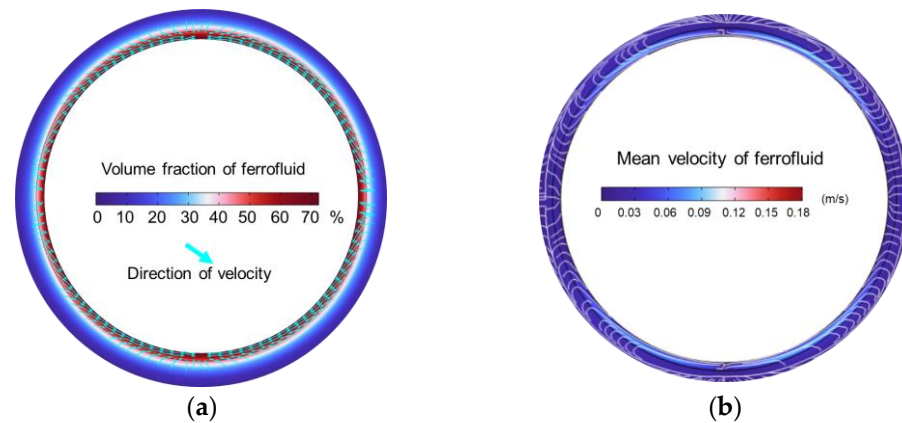 Volume fraction of ferrofluid
0 10 20 30 40 50 60 70 %
Direction of velocity
(a)
Mean velocity of ferrofluid
0 0.03 0.06 0.09 0.12 0.15 0.18 (m/s)
(b)